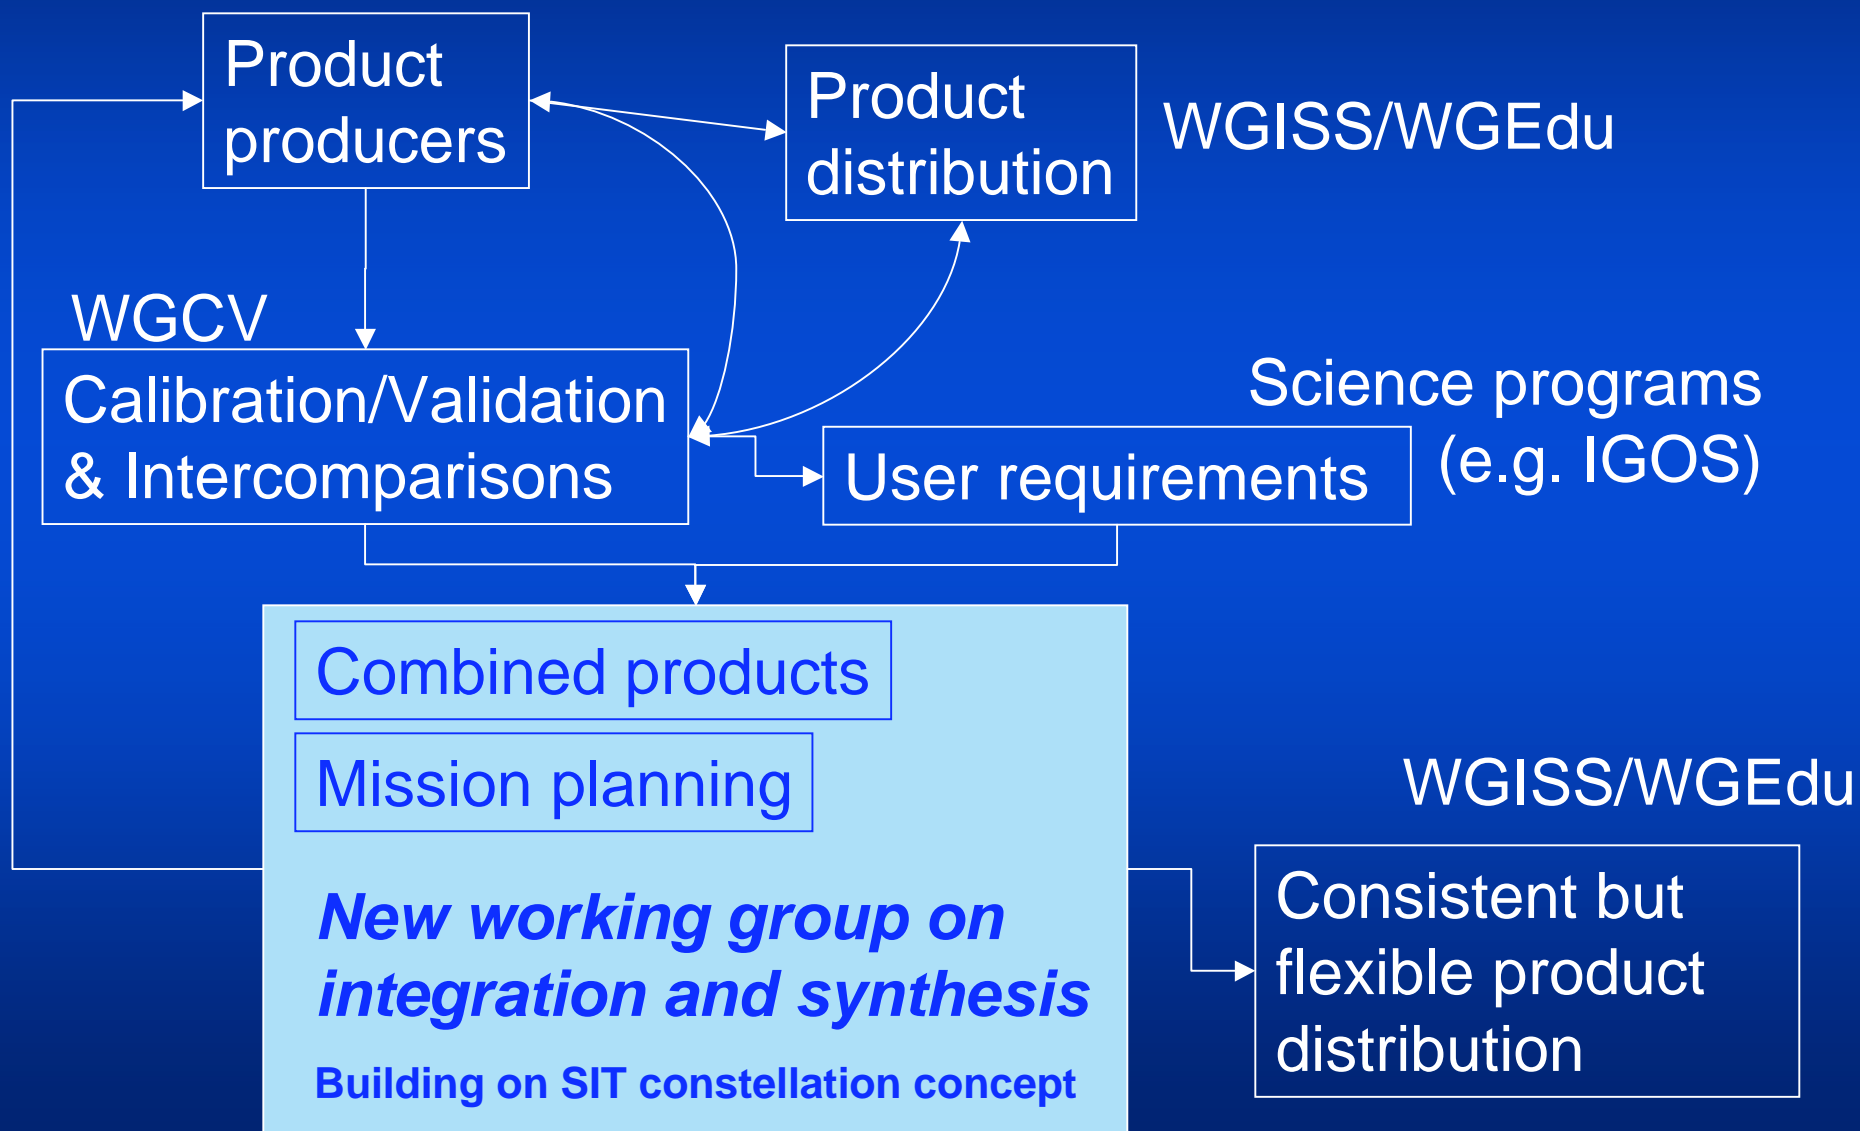 Product
producers
Product
distribution
WGISS/WGEdu
WGCV
Calibration/Validation
& Intercomparisons
Science programs
(e.g. IGOS)
User requirements
Combined products
Mission planning
New working group on
integration and synthesis
Building on SIT constellation concept
WGISS/WGEdu
Consistent but
flexible product
distribution